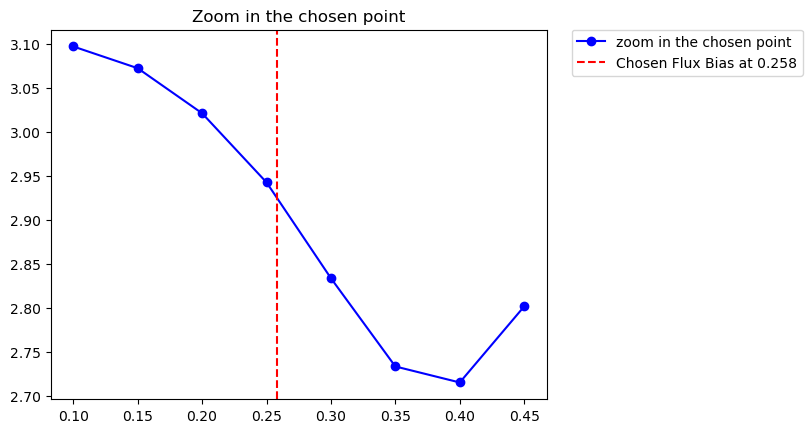 Zoom in the chosen point
zoom in the chosen point
Chosen Flux Bias at 0.258
3.10
3.05
3.00
2.95
2.90
2.85
2.80
2.75
2.70
0.10 0.15 0.20 0.25 0.30 0.35 0.40 0.45